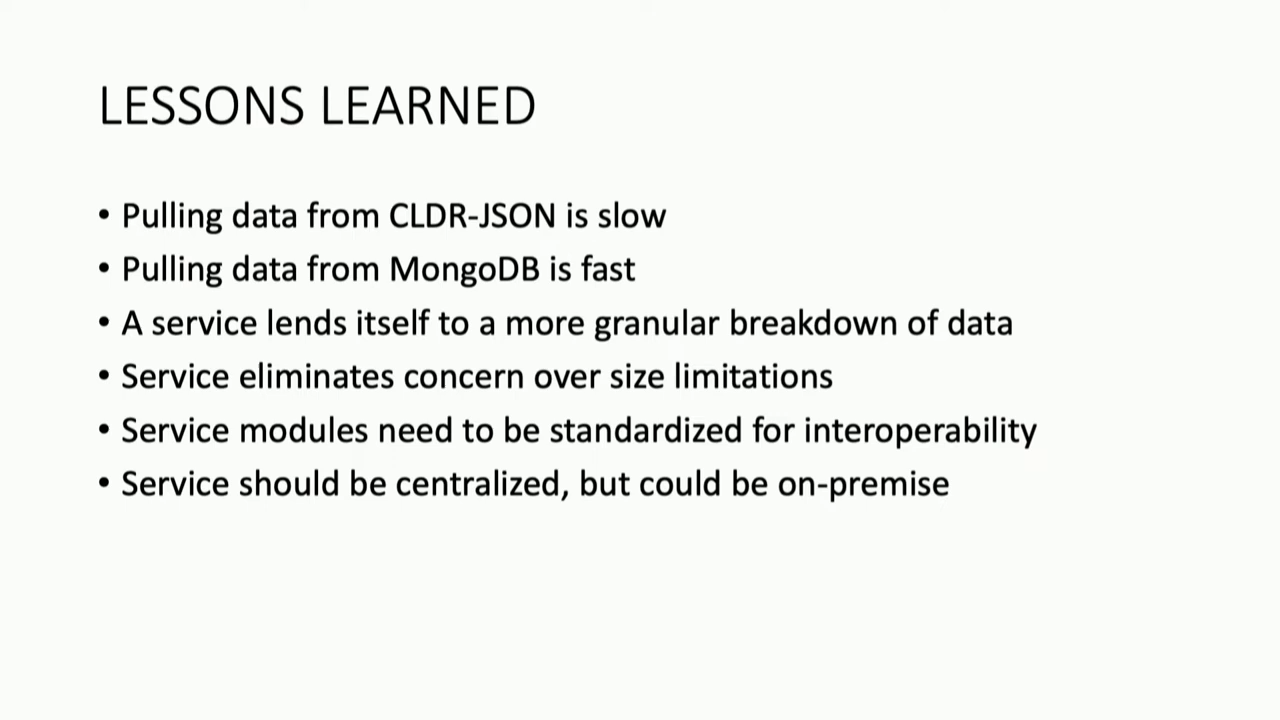 LESSONS LEARNED
• Pulling data from CLDR-JSON is slow
• Pulling data from MongoDB is fast
• A service lends itself to a more granular breakdown of data
• Service eliminates concern over size limitations
• Service modules need to be standardized for interoperability
• Service should be centralized, but could be on-premise